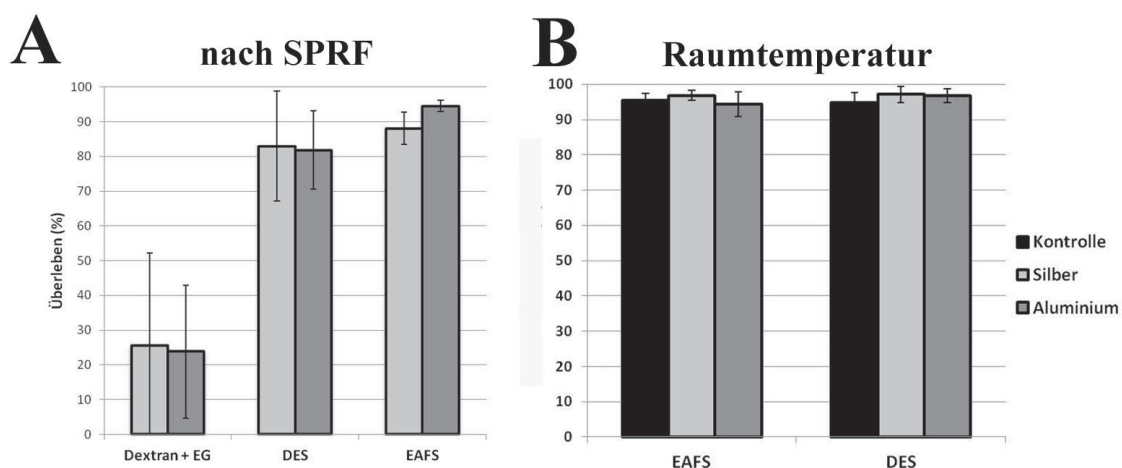 A
nach SPRF
100
90
80
70
60
50
40
30
20
10
0
Überleben (%)
Dextran + EG
DES
EAFS
B
Raumtemperatur
100
90
80
70
60
50
40
30
20
10
0
EAFS
DES
Kontrolle
Silber
Aluminium